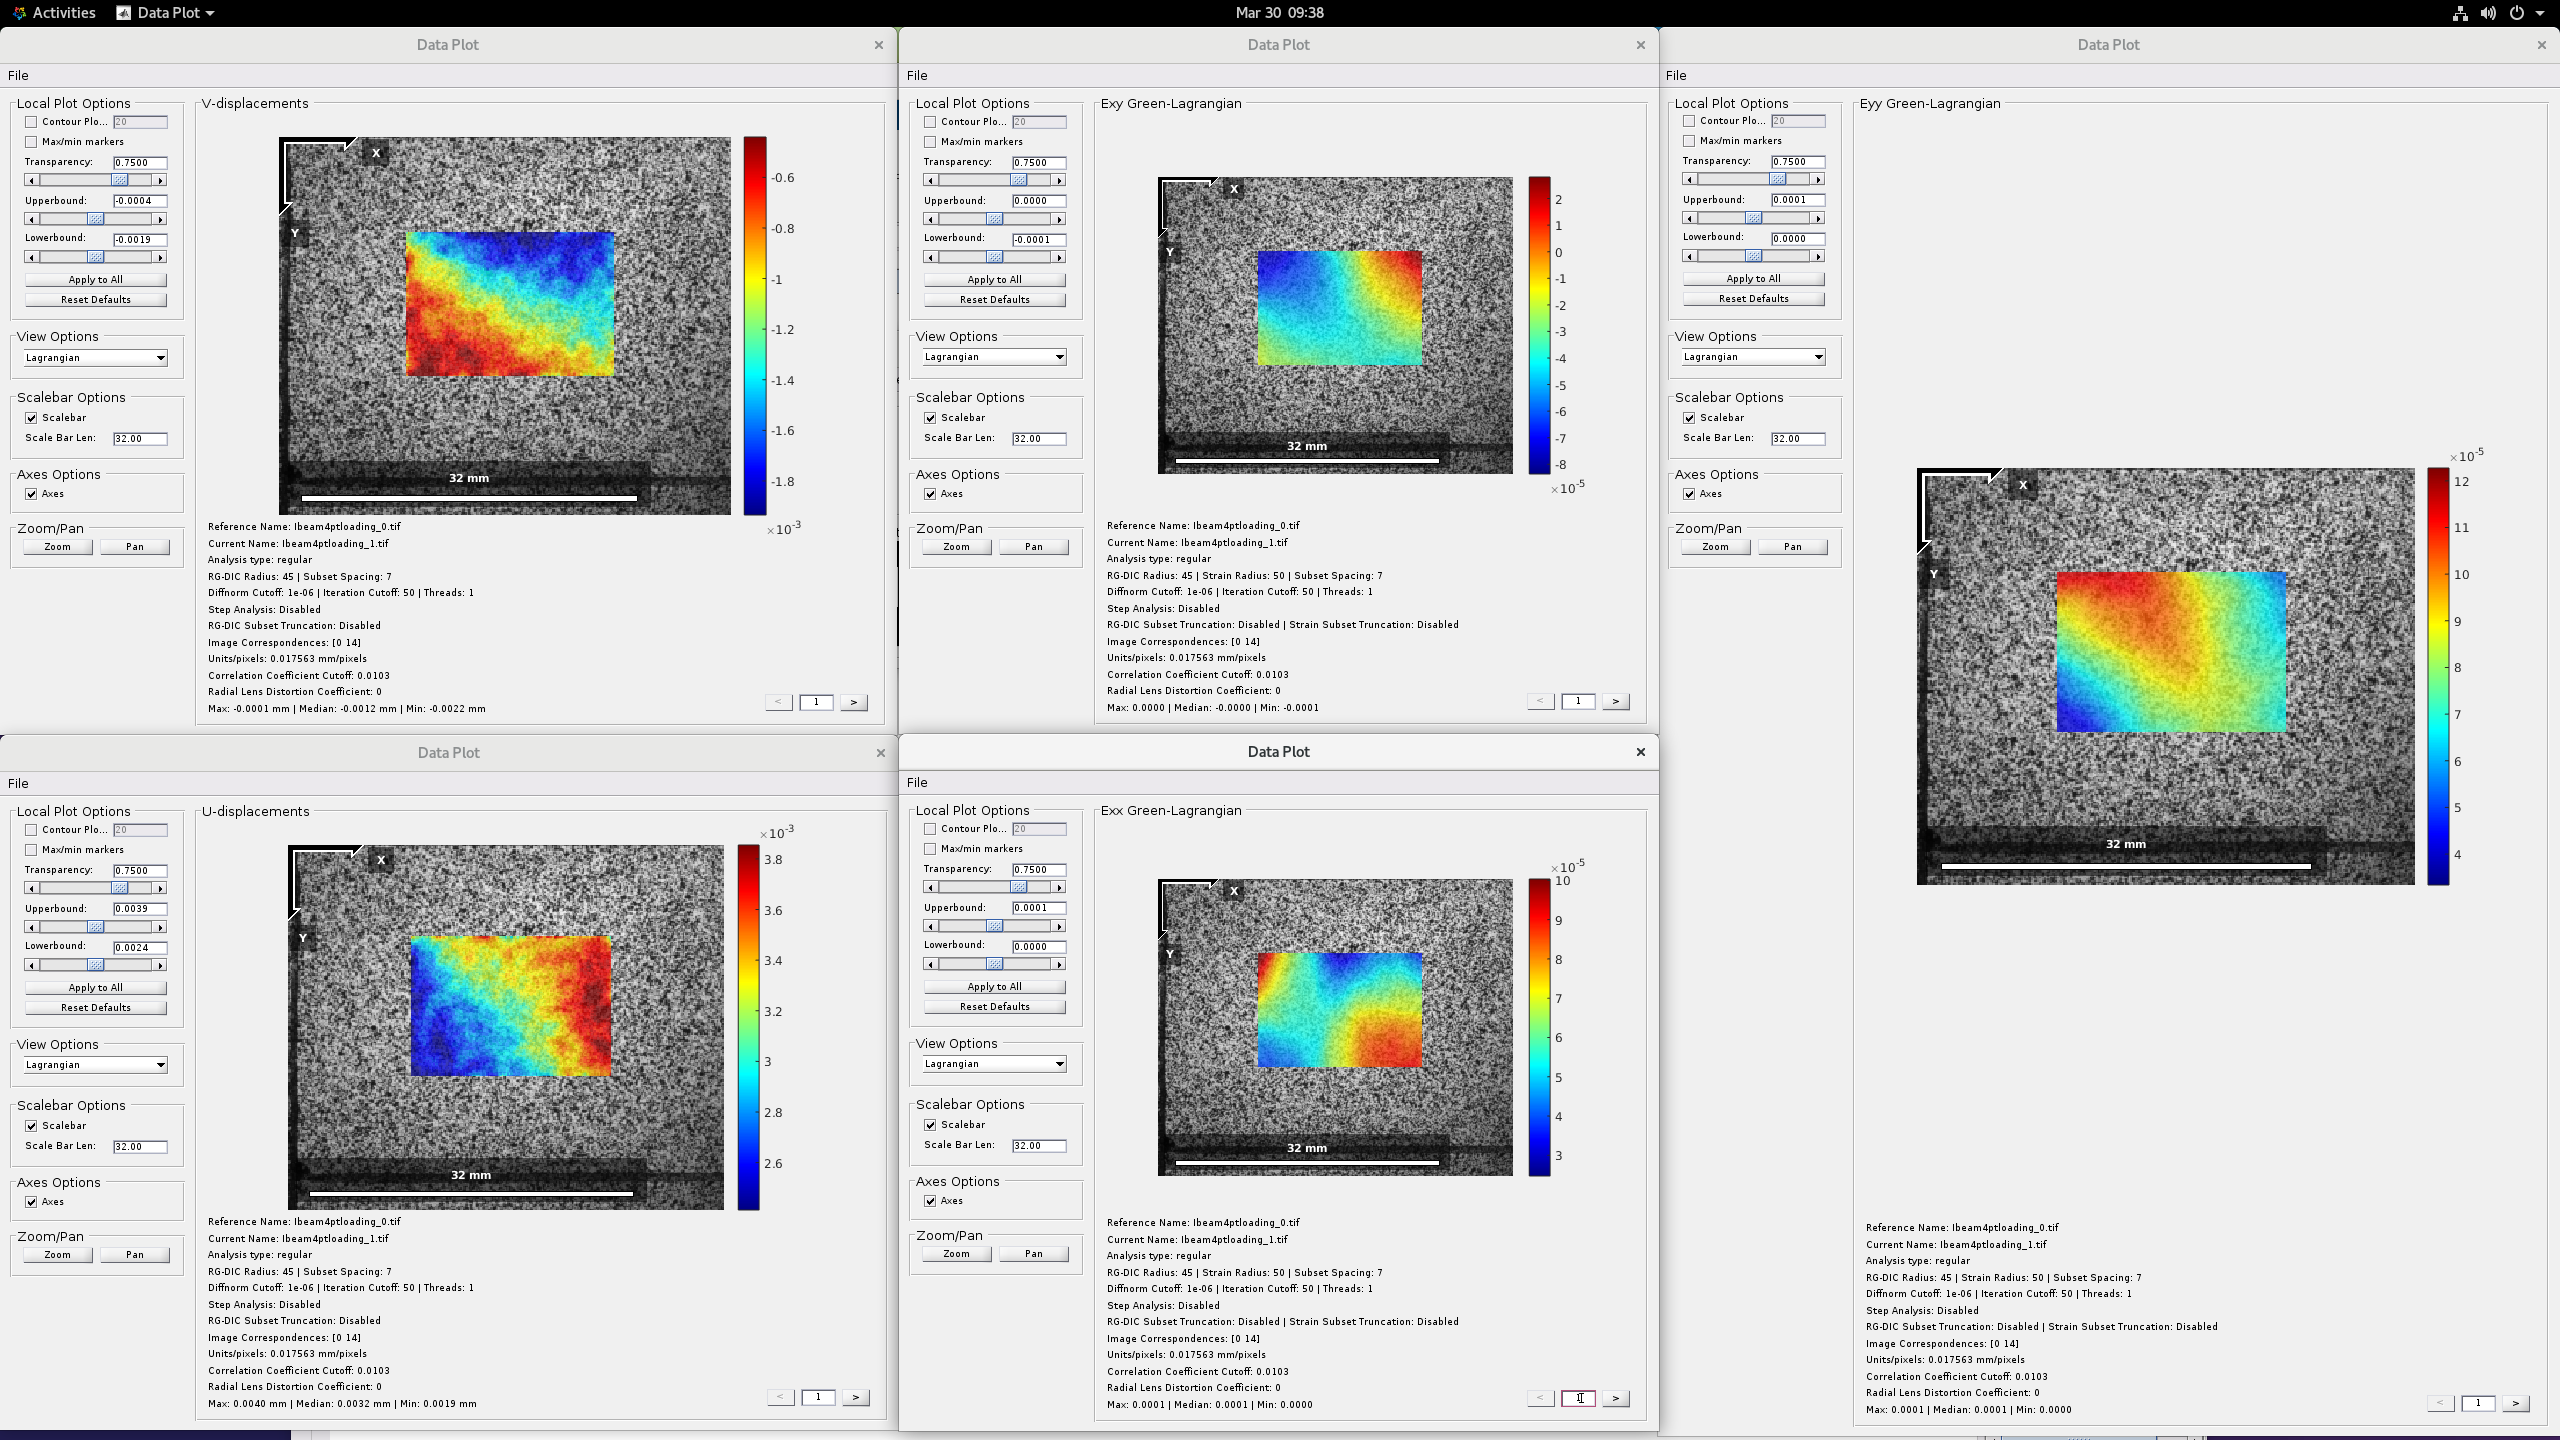 Activities Data Plot Mar 30 09:38
Data Plot
File
Local Plot Options
Contour Plo... 20
Max/min markers
Transparency: 0.7500
Upperbound: -0.0004
Lowerbound: -0.0019
Apply to All
Reset Defaults
View Options
Lagrangian
Scalebar Options
Scalebar
Scale Bar Len: 32.00
Axes Options
Axes
Zoom/Pan
Zoom Pan
V-displacements
X
Y
32 mm
-0.6
-0.8
-1
-1.2
-1.4
-1.6
-1.8
×10-3
Reference Name: Ibeam4ptloading_0.tif
Current Name: Ibeam4ptloading_1.tif
Analysis type: regular
RG-DIC Radius: 45 | Subset Spacing: 7
Diffnorm Cutoff: 1e-06 | Iteration Cutoff: 50 | Threads: 1
Step Analysis: Disabled
RG-DIC Subset Truncation: Disabled
Image Correspondences: [0 14]
Units/pixels: 0.017563 mm/pixels
Correlation Coefficient Cutoff: 0.0103
Radial Lens Distortion Coefficient: 0
Max: -0.0001 mm | Median: -0.0012 mm | Min: -0.0022 mm
< 1 >
Data Plot
File
Local Plot Options
Contour Plo... 20
Max/min markers
Transparency: 0.7500
Upperbound: 0.0000
Lowerbound: -0.0001
Apply to All
Reset Defaults
View Options
Lagrangian
Scalebar Options
Scalebar
Scale Bar Len: 32.00
Axes Options
Axes
Zoom/Pan
Zoom Pan
Exy Green-Lagrangian
X
Y
32 mm
2
1
0
-1
-2
-3
-4
-5
-6
-7
-8
×10-5
Reference Name: Ibeam4ptloading_0.tif
Current Name: Ibeam4ptloading_1.tif
Analysis type: regular
RG-DIC Radius: 45 | Strain Radius: 50 | Subset Spacing: 7
Diffnorm Cutoff: 1e-06 | Iteration Cutoff: 50 | Threads: 1
Step Analysis: Disabled
RG-DIC Subset Truncation: Disabled | Strain Subset Truncation: Disabled
Image Correspondences: [0 14]
Units/pixels: 0.017563 mm/pixels
Correlation Coefficient Cutoff: 0.0103
Radial Lens Distortion Coefficient: 0
Max: 0.0000 | Median: -0.0000 | Min: -0.0001
< 1 >
Data Plot
File
Local Plot Options
Contour Plo... 20
Max/min markers
Transparency: 0.7500
Upperbound: 0.0001
Lowerbound: 0.0000
Apply to All
Reset Defaults
View Options
Lagrangian
Scalebar Options
Scalebar
Scale Bar Len: 32.00
Axes Options
Axes
Zoom/Pan
Zoom Pan
Eyy Green-Lagrangian
X
Y
32 mm
×10-5
12
11
10
9
8
7
6
5
4
Reference Name: Ibeam4ptloading_0.tif
Current Name: Ibeam4ptloading_1.tif
Analysis type: regular
RG-DIC Radius: 45 | Strain Radius: 50 | Subset Spacing: 7
Diffnorm Cutoff: 1e-06 | Iteration Cutoff: 50 | Threads: 1
Step Analysis: Disabled
RG-DIC Subset Truncation: Disabled | Strain Subset Truncation: Disabled
Image Correspondences: [0 14]
Units/pixels: 0.017563 mm/pixels
Correlation Coefficient Cutoff: 0.0103
Radial Lens Distortion Coefficient: 0
Max: 0.0001 | Median: 0.0001 | Min: 0.0000
< 1 >
Data Plot
File
Local Plot Options
Contour Plo... 20
Max/min markers
Transparency: 0.7500
Upperbound: 0.0039
Lowerbound: 0.0024
Apply to All
Reset Defaults
View Options
Lagrangian
Scalebar Options
Scalebar
Scale Bar Len: 32.00
Axes Options
Axes
Zoom/Pan
Zoom Pan
U-displacements
X
Y
32 mm
×10-3
3.8
3.6
3.4
3.2
3
2.8
2.6
Reference Name: Ibeam4ptloading_0.tif
Current Name: Ibeam4ptloading_1.tif
Analysis type: regular
RG-DIC Radius: 45 | Subset Spacing: 7
Diffnorm Cutoff: 1e-06 | Iteration Cutoff: 50 | Threads: 1
Step Analysis: Disabled
RG-DIC Subset Truncation: Disabled
Image Correspondences: [0 14]
Units/pixels: 0.017563 mm/pixels
Correlation Coefficient Cutoff: 0.0103
Radial Lens Distortion Coefficient: 0
Max: 0.0040 mm | Median: 0.0032 mm | Min: 0.0019 mm
< 1 >
Data Plot
File
Local Plot Options
Contour Plo... 20
Max/min markers
Transparency: 0.7500
Upperbound: 0.0001
Lowerbound: 0.0000
Apply to All
Reset Defaults
View Options
Lagrangian
Scalebar Options
Scalebar
Scale Bar Len: 32.00
Axes Options
Axes
Zoom/Pan
Zoom Pan
Exx Green-Lagrangian
X
Y
32 mm
×10-5
10
9
8
7
6
5
4
3
Reference Name: Ibeam4ptloading_0.tif
Current Name: Ibeam4ptloading_1.tif
Analysis type: regular
RG-DIC Radius: 45 | Strain Radius: 50 | Subset Spacing: 7
Diffnorm Cutoff: 1e-06 | Iteration Cutoff: 50 | Threads: 1
Step Analysis: Disabled
RG-DIC Subset Truncation: Disabled | Strain Subset Truncation: Disabled
Image Correspondences: [0 14]
Units/pixels: 0.017563 mm/pixels
Correlation Coefficient Cutoff: 0.0103
Radial Lens Distortion Coefficient: 0
Max: 0.0001 | Median: 0.0001 | Min: 0.0000
< 1 >